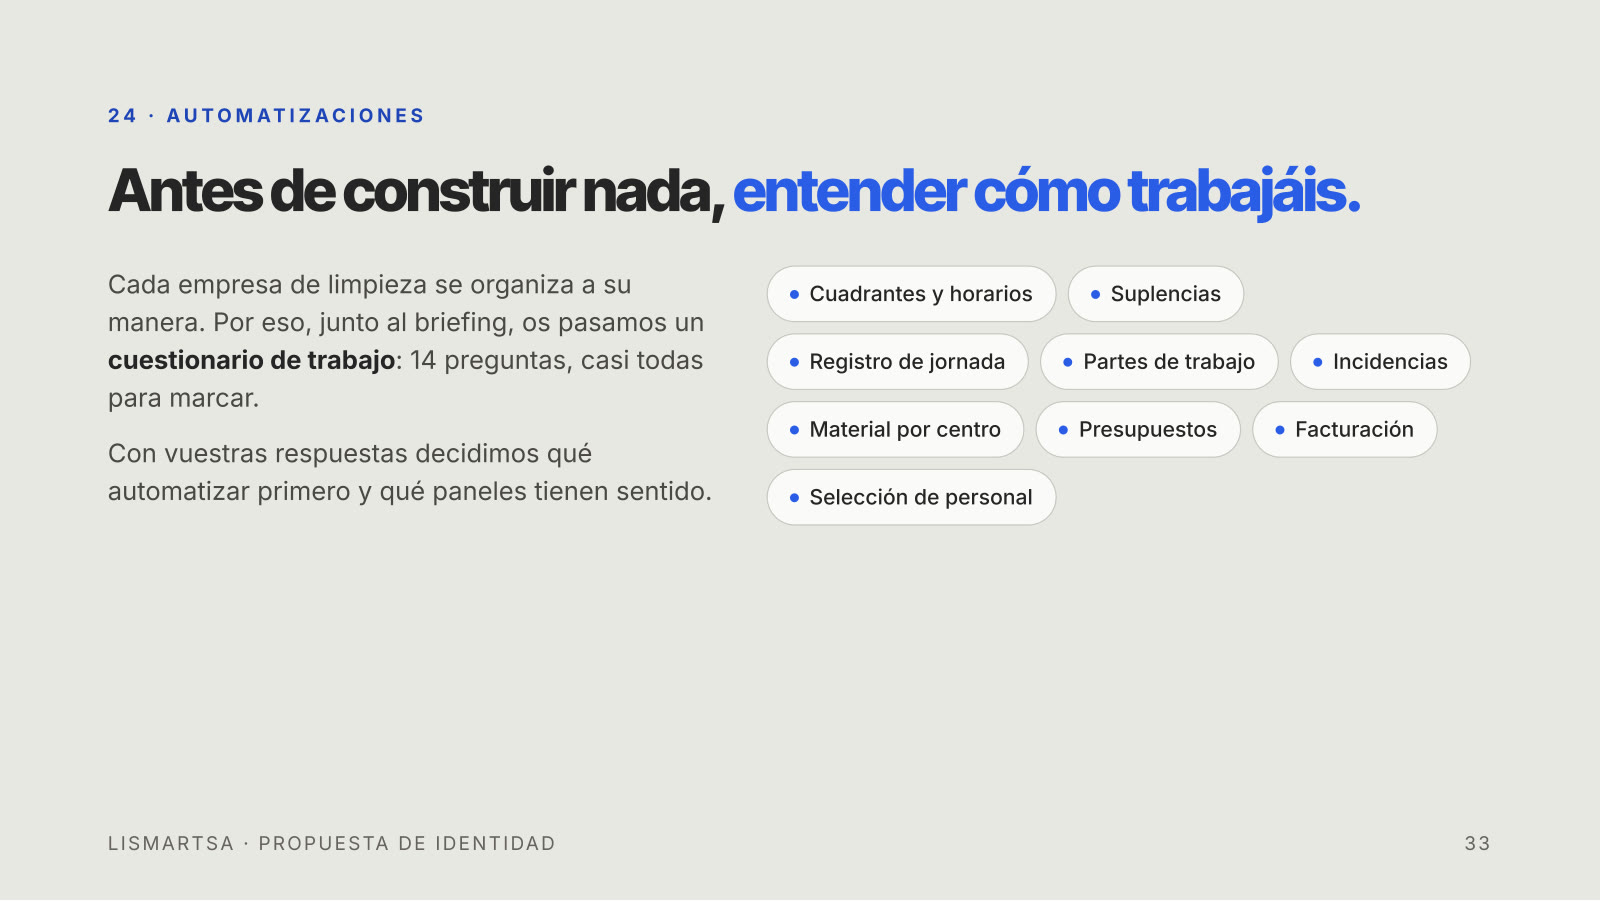 24 · AUTOMATIZACIONES
Antes de construir nada, entender cómo trabajáis.
Cada empresa de limpieza se organiza a su
manera. Por eso, junto al briefing, os pasamos un
cuestionario de trabajo: 14 preguntas, casi todas
para marcar.
Con vuestras respuestas decidimos qué
automatizar primero y qué paneles tienen sentido.
• Cuadrantes y horarios • Suplencias
• Registro de jornada • Partes de trabajo • Incidencias
• Material por centro • Presupuestos • Facturación
• Selección de personal
LISMARTSA · PROPUESTA DE IDENTIDAD
33